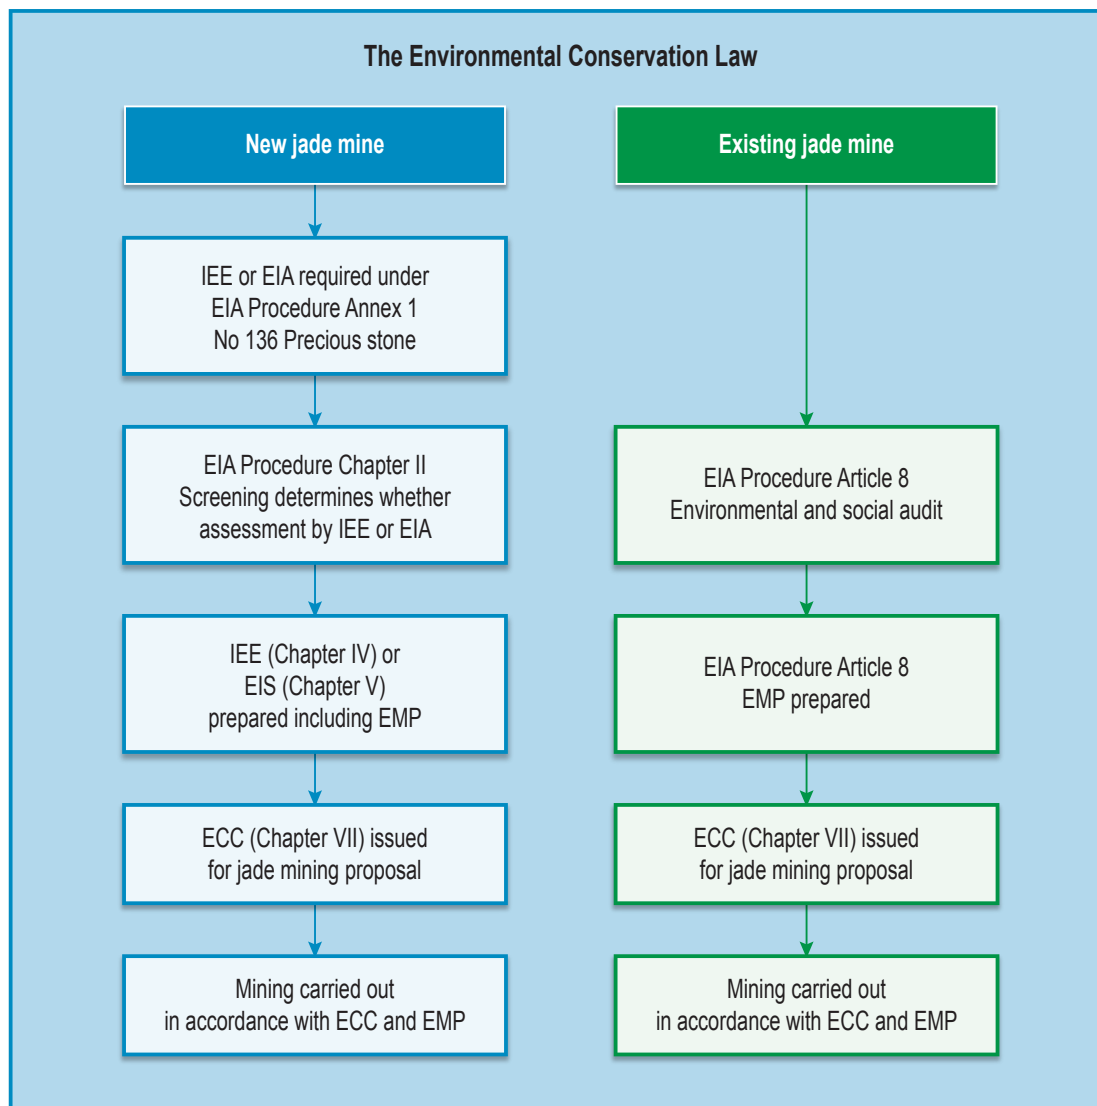 The Environmental Conservation Law
New jade mine
IEE or EIA required under
EIA Procedure Annex 1
No 136 Precious stone
EIA Procedure Chapter II
Screening determines whether
assessment by IEE or EIA
IEE (Chapter IV) or
EIS (Chapter V)
prepared including EMP
ECC (Chapter VII) issued
for jade mining proposal
Mining carried out
in accordance with ECC and EMP
Existing jade mine
EIA Procedure Article 8
Environmental and social audit
EIA Procedure Article 8
EMP prepared
ECC (Chapter VII) issued
for jade mining proposal
Mining carried out
in accordance with ECC and EMP